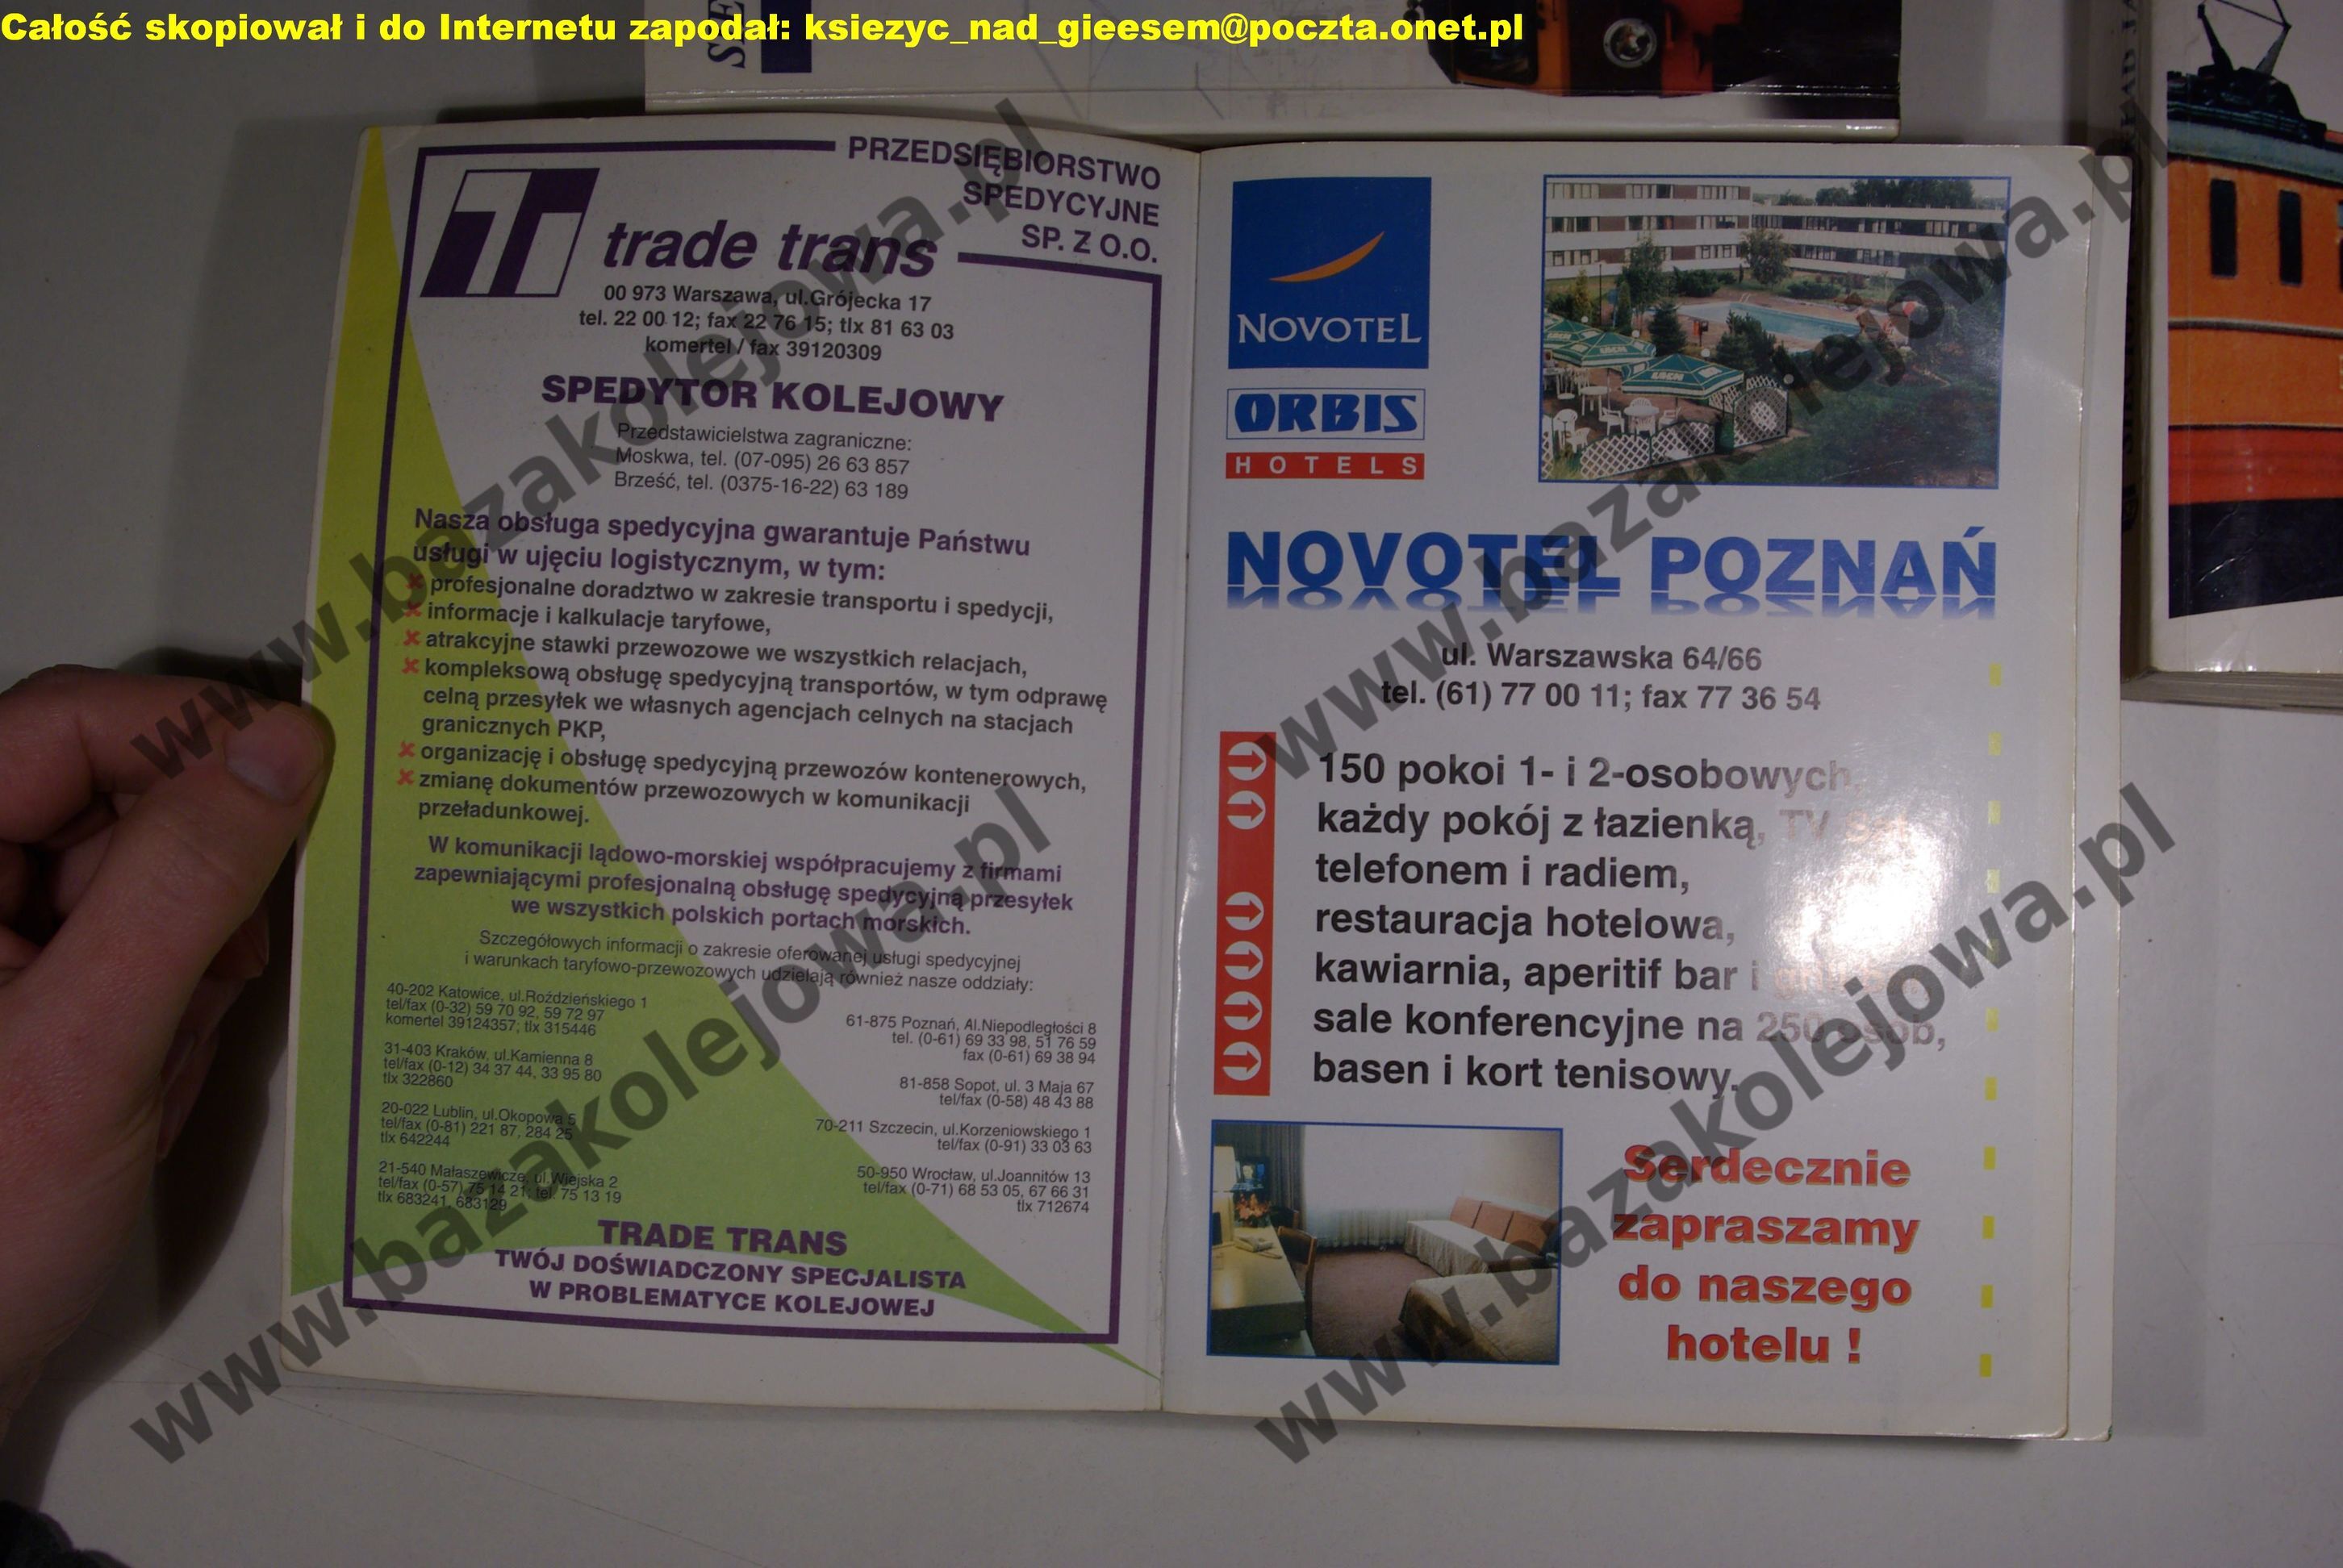 Całość skopiował i do Internetu zapodał: ksiezyc_nad_gieesem@poczta.onet.pl
PRZEDSIĘBIORSTWO
SPEDYCYJNE
SP. Z O.O.
trade trans
00 973 Warszawa, ul.Grójecka 17
tel. 22 00 12; fax 22 76 15; tlx 81 63 03
komertel / fax 39120309
SPEDYTOR KOLEJOWY
Przedstawicielstwa zagraniczne:
Moskwa, tel. (07-095) 26 63 857
Brześć, tel. (0375-16-22) 63 189
Nasza obsługa spedycyjna gwarantuje Państwu
usługi w ujęciu logistycznym, w tym:
profesjonalne doradztwo w zakresie transportu i spedycji,
informacje i kalkulacje taryfowe,
atrakcyjne stawki przewozowe we wszystkich relacjach,
kompleksową obsługę spedycyjną transportów, w tym odprawę
celną przesyłek we własnych agencjach celnych na stacjach
granicznych PKP,
organizację i obsługę spedycyjną przewozów kontenerowych,
zmianę dokumentów przewozowych w komunikacji
przeładunkowej.
W komunikacji lądowo-morskiej współpracujemy z firmami
zapewniającymi profesjonalną obsługę spedycyjną przesyłek
we wszystkich polskich portach morskich.
Szczegółowych informacji o zakresie oferowanej usługi spedycyjnej
i warunkach taryfowo-przewozowych udzielają również nasze oddziały:
40-202 Katowice, ul.Roździeńskiego 1
tel/fax (0-32) 59 70 92, 59 72 97
komertel 39124357; tlx 315446
31-403 Kraków, ul.Kamienna 8
tel/fax (0-12) 34 37 44, 33 95 80
tlx 322860
20-022 Lublin, ul.Okopowa 5
tel/fax (0-81) 221 87, 284 25
tlx 642244
21-540 Małaszewicze, ul.Wiejska 2
tel/fax (0-57) 75 14 21; tel. 75 13 19
tlx 683241, 683129
61-875 Poznań, Al.Niepodległości 8
tel. (0-61) 69 33 98, 51 76 59
fax (0-61) 69 38 94
81-858 Sopot, ul. 3 Maja 67
tel/fax (0-58) 48 43 88
70-211 Szczecin, ul.Korzeniowskiego 1
tel/fax (0-91) 33 03 63
50-950 Wrocław, ul.Joannitów 13
tel/fax (0-71) 68 53 05, 67 66 31
tlx 712674
TRADE TRANS
TWÓJ DOŚWIADCZONY SPECJALISTA
W PROBLEMATYCE KOLEJOWEJ
NOVOTEL
ORBIS
HOTELS
NOVOTEL POZNAŃ
ul. Warszawska 64/66
tel. (61) 77 00 11; fax 77 36 54
150 pokoi 1- i 2-osobowych,
każdy pokój z łazienką, TV Sat,
telefonem i radiem,
restauracja hotelowa,
kawiarnia, aperitif bar i
sale konferencyjne na 250 osób,
basen i kort tenisowy.
Serdecznie
zapraszamy
do naszego
hotelu !
www.bazakolejowa.pl
www.bazakolejowa.pl
www.bazakolejowa.pl
www.bazakolejowa.pl